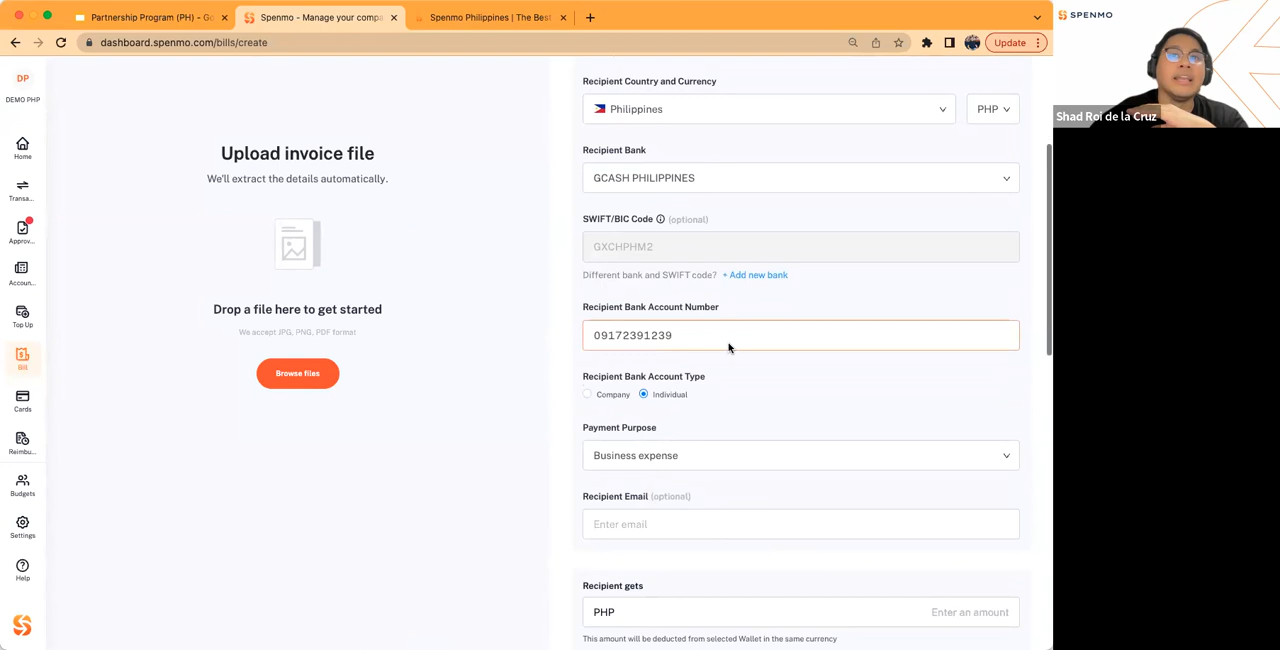 Partnership Program (PH) - Go
Spenmo - Manage your compa
Spenmo Philippines | The Best
dashboard.spenmo.com/bills/create
Update
SPENMO
Shad Roi de la Cruz
DP
DEMO PHP
Home
Transa...
Approv...
Accoun...
Top Up
Bill
Cards
Reimbu...
Budgets
Settings
Help
Upload invoice file
We'll extract the details automatically.
Drop a file here to get started
We accept JPG, PNG, PDF format
Browse files
Recipient Country and Currency
Philippines
PHP
Recipient Bank
GCASH PHILIPPINES
SWIFT/BIC Code (optional)
GXCHPHM2
Different bank and SWIFT code? + Add new bank
Recipient Bank Account Number
09172391239
Recipient Bank Account Type
Company Individual
Payment Purpose
Business expense
Recipient Email (optional)
Enter email
Recipient gets
PHP Enter an amount
This amount will be deducted from selected Wallet in the same currency